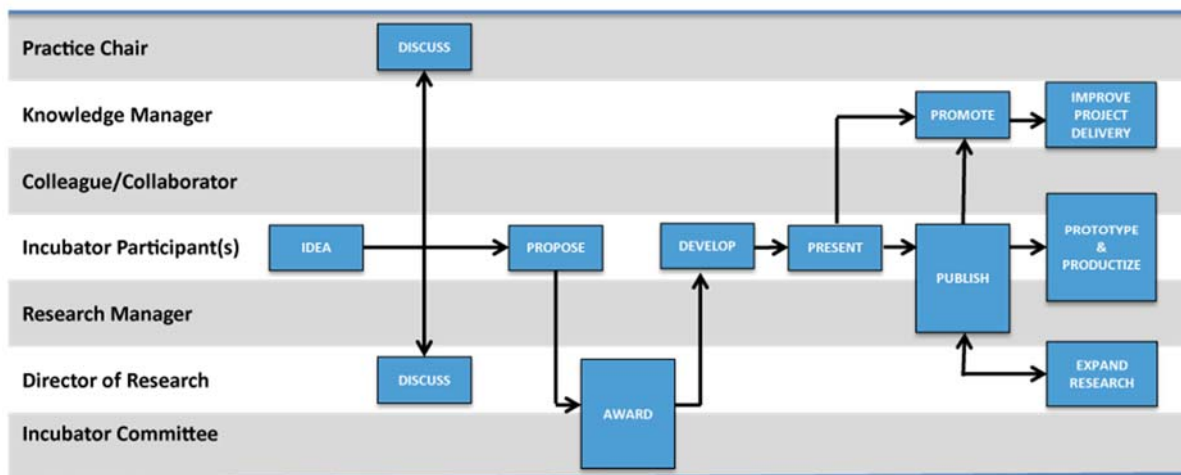 Practice Chair
DISCUSS
Knowledge Manager
PROMOTE
IMPROVE
PROJECT
DELIVERY
Colleague/Collaborator
Incubator Participant(s)
IDEA
PROPOSE
DEVELOP
PRESENT
PUBLISH
PROTOTYPE
&
PRODUCTIZE
Research Manager
Director of Research
DISCUSS
AWARD
EXPAND
RESEARCH
Incubator Committee